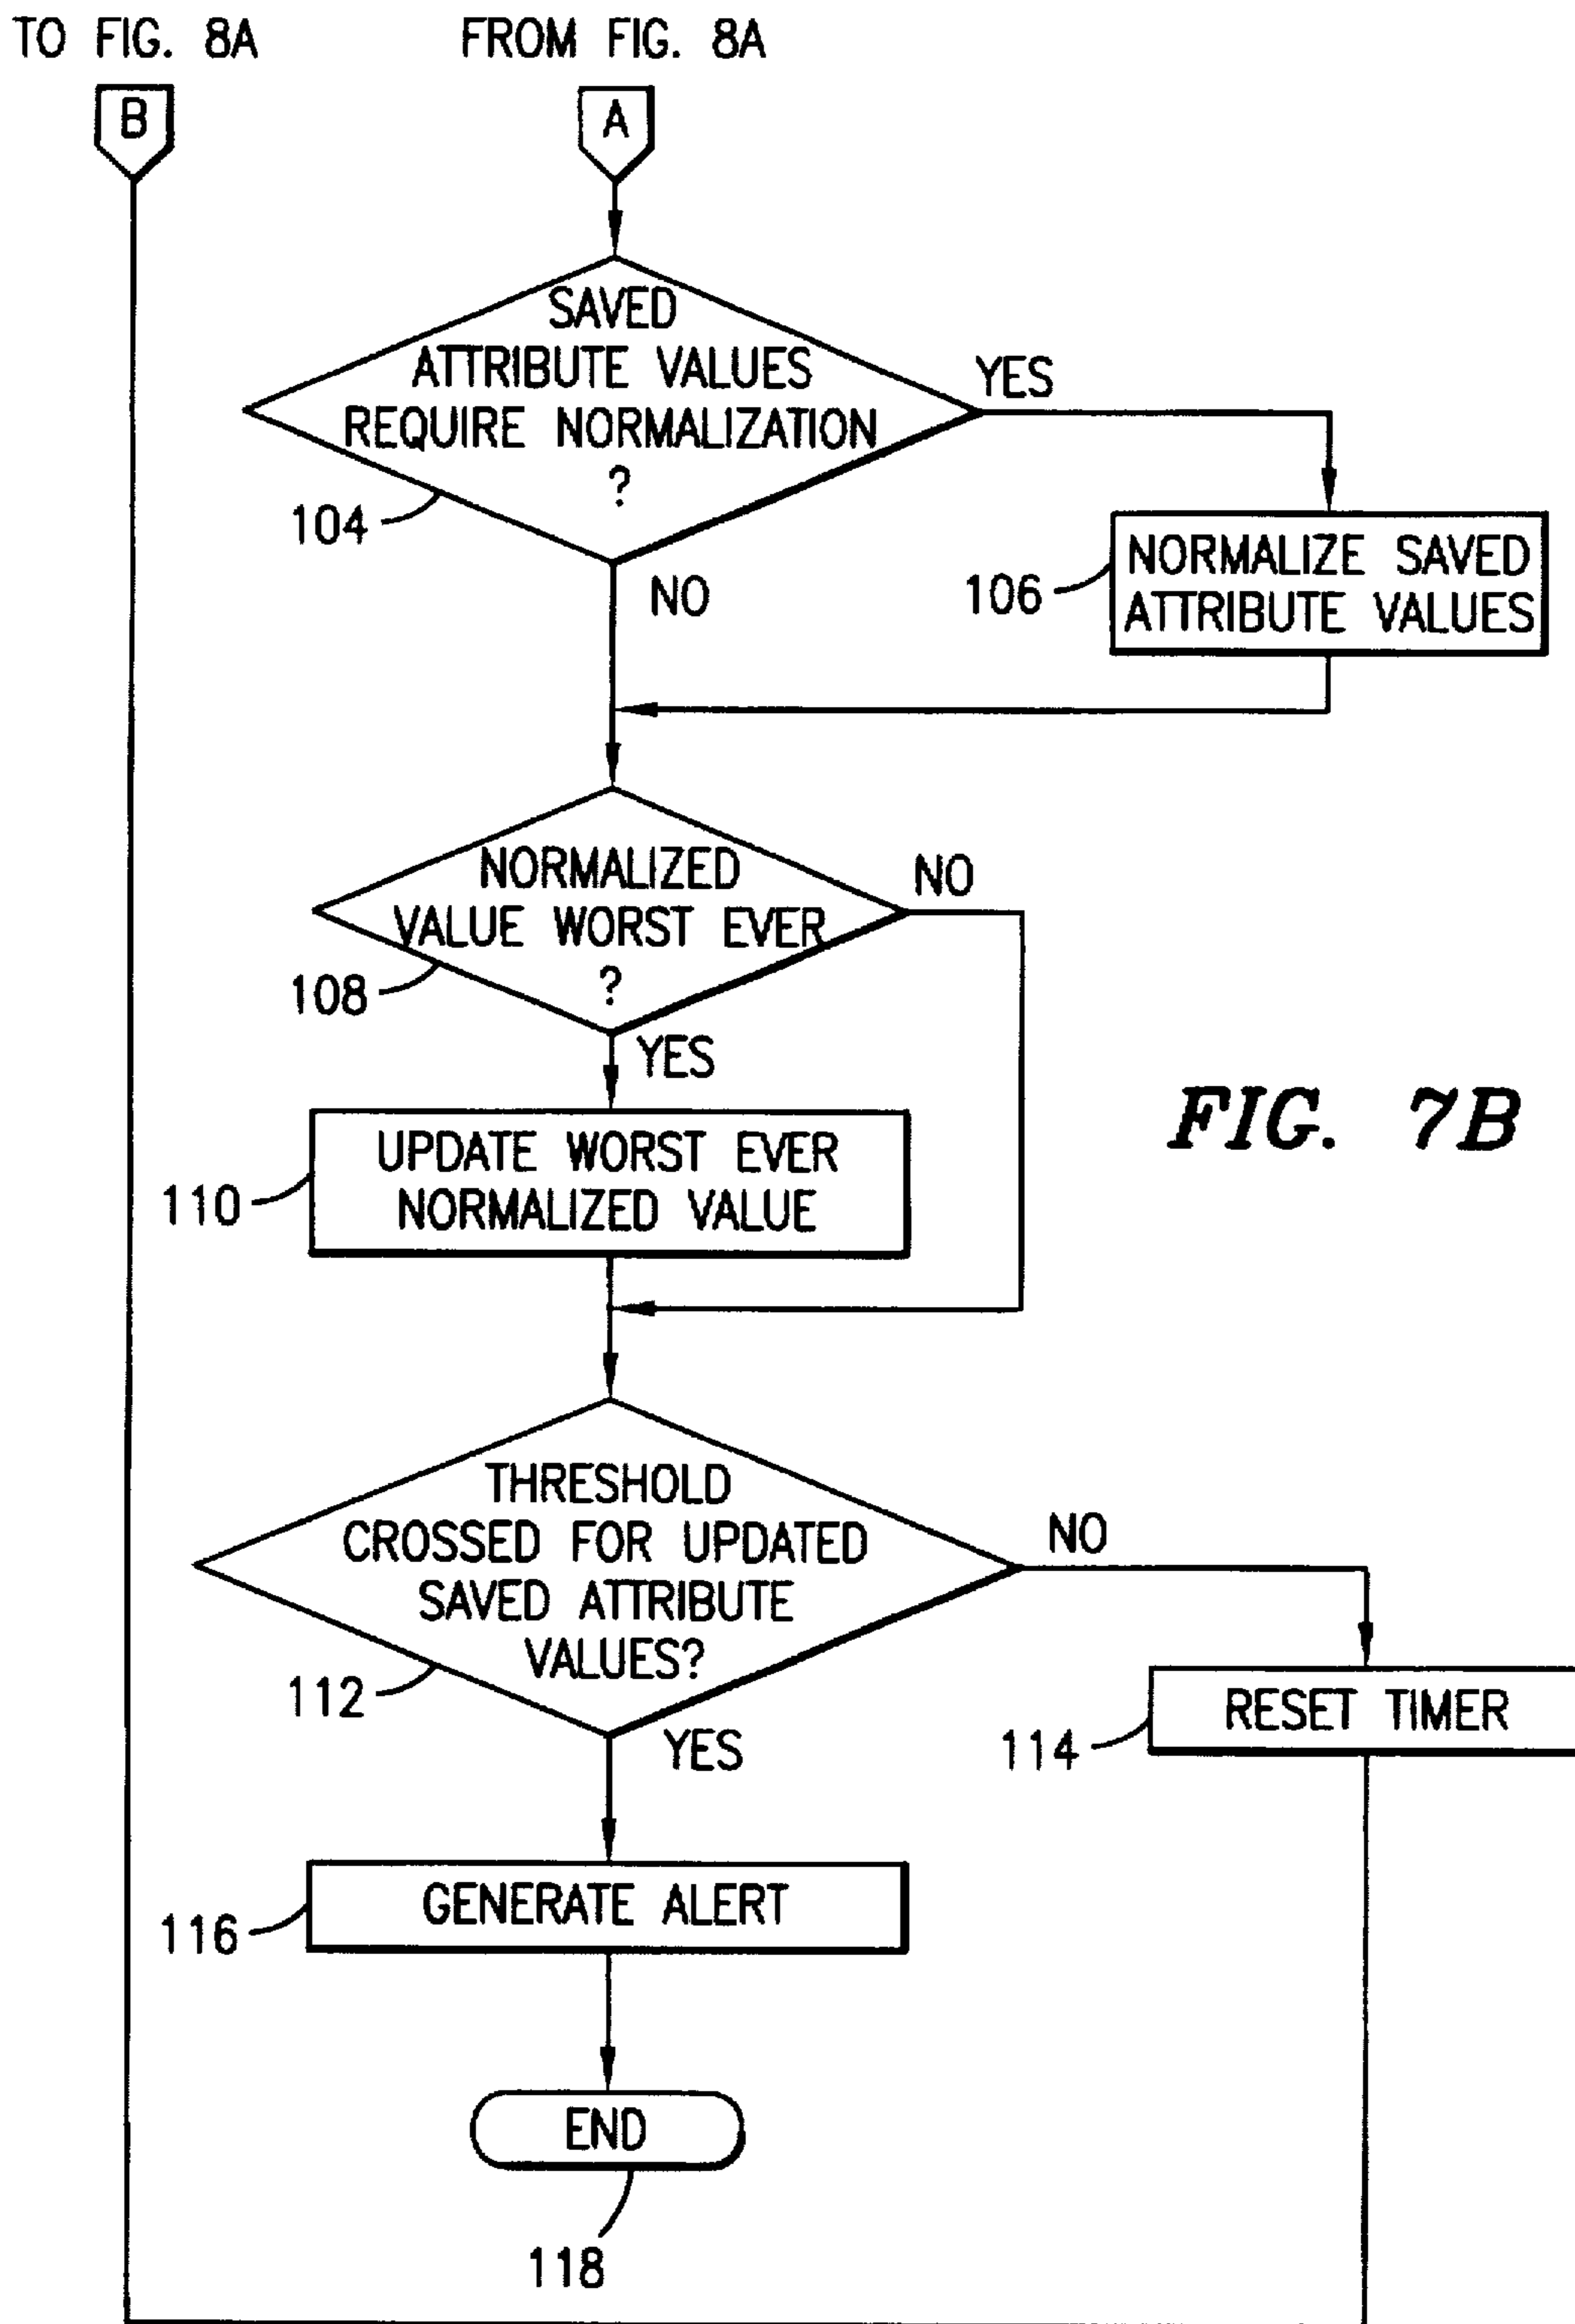 TO FIG. 8A
FROM FIG. 8A
B
A
SAVED
ATTRIBUTE VALUES
REQUIRE NORMALIZATION
?
YES
104
NO
106
NORMALIZE SAVED
ATTRIBUTE VALUES
NORMALIZED
VALUE WORST EVER
?
NO
108
YES
FIG. 7B
UPDATE WORST EVER
NORMALIZED VALUE
110
THRESHOLD
CROSSED FOR UPDATED
SAVED ATTRIBUTE
VALUES?
NO
112
YES
RESET TIMER
114
GENERATE ALERT
116
END
118